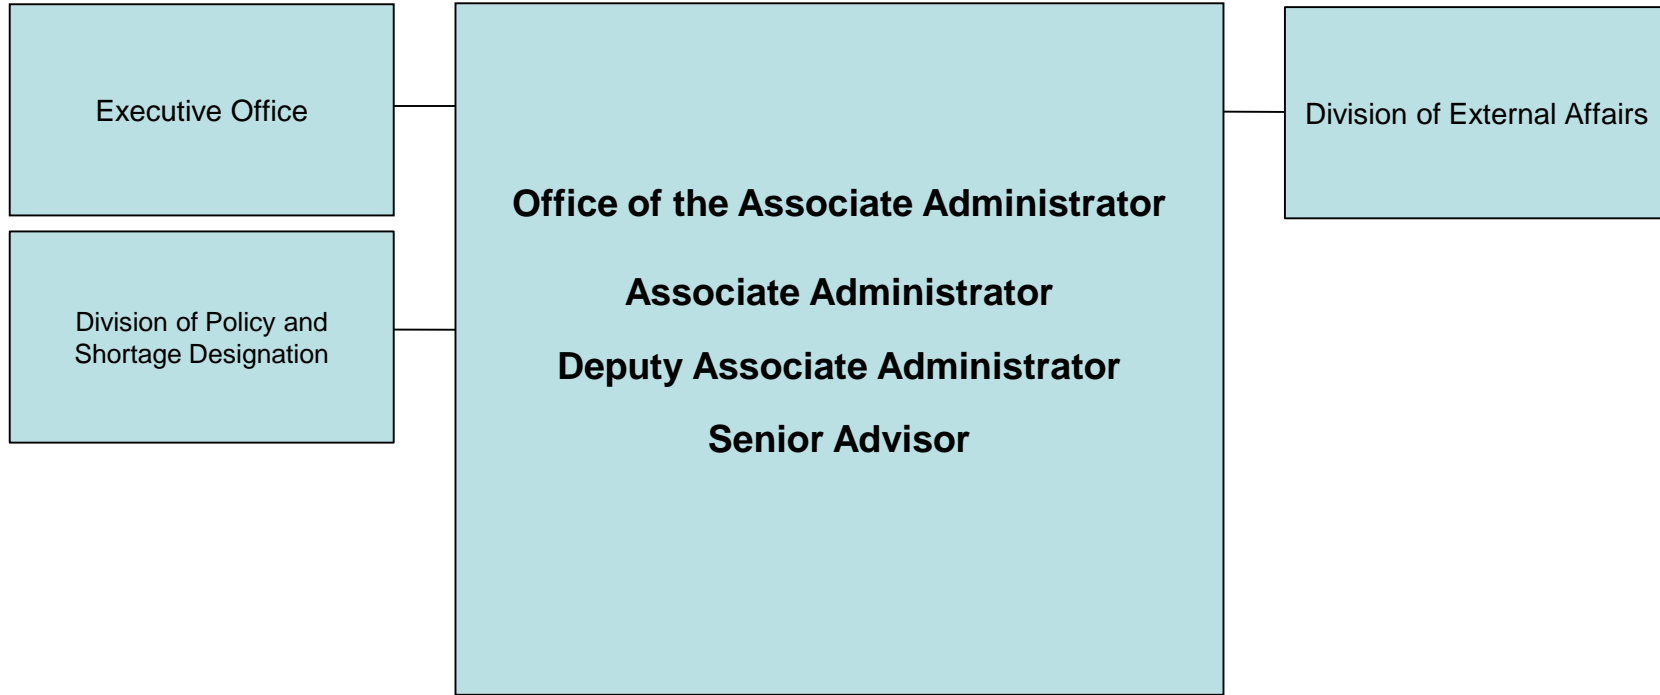 Executive Office
Division of Policy and
Shortage Designation
Office of the Associate Administrator
Associate Administrator
Deputy Associate Administrator
Senior Advisor
Division of External Affairs